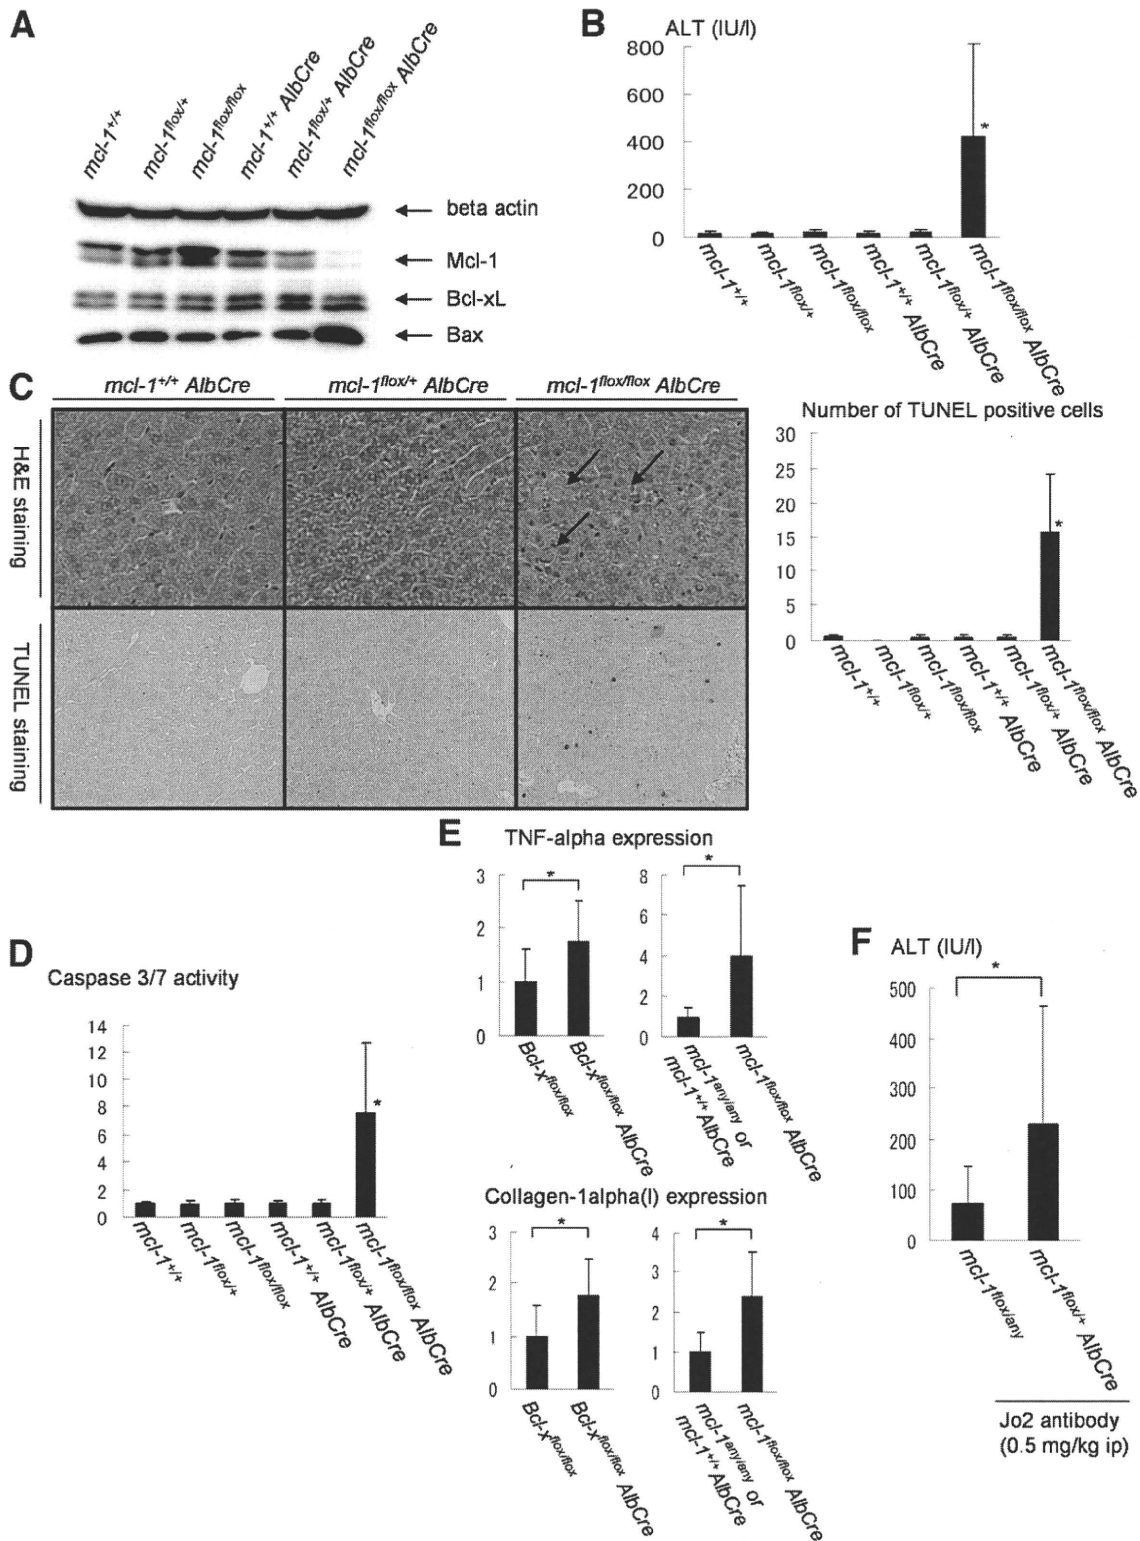 A
mcl-1+/+
mcl-1flox/+
mcl-1flox/flox
mcl-1+/+ AlbCre
mcl-1flox/+ AlbCre
mcl-1flox/flox AlbCre
beta actin
Mcl-1
Bcl-xL
Bax
B
ALT (IU/l)
800
600
400
200
0
*
mcl-1+/+
mcl-1flox/+
mcl-1flox/flox
mcl-1+/+ AlbCre
mcl-1flox/+ AlbCre
mcl-1flox/flox AlbCre
C
mcl-1+/+ AlbCre
mcl-1flox/+ AlbCre
mcl-1flox/flox AlbCre
H&E staining
TUNEL staining
Number of TUNEL positive cells
30
25
20
15
10
5
0
*
mcl-1+/+
mcl-1flox/+
mcl-1flox/flox
mcl-1+/+ AlbCre
mcl-1flox/+ AlbCre
mcl-1flox/flox AlbCre
D
Caspase 3/7 activity
14
12
10
8
6
4
2
0
*
mcl-1+/+
mcl-1flox/+
mcl-1flox/flox
mcl-1+/+ AlbCre
mcl-1flox/+ AlbCre
mcl-1flox/flox AlbCre
E
TNF-alpha expression
3
2
1
0
*
Bcl-xflox/flox
Bcl-xflox/flox AlbCre
8
6
4
2
0
*
mcl-1any/any or
mcl-1+/+ AlbCre
mcl-1flox/flox AlbCre
Collagen-1alpha(I) expression
3
2
1
0
*
Bcl-xflox/flox
Bcl-xflox/flox AlbCre
4
3
2
1
0
*
mcl-1any/any or
mcl-1+/+ AlbCre
mcl-1flox/flox AlbCre
F
ALT (IU/l)
500
400
300
200
100
0
*
mcl-1flox/any
mcl-1flox/+ AlbCre
Jo2 antibody
(0.5 mg/kg ip)